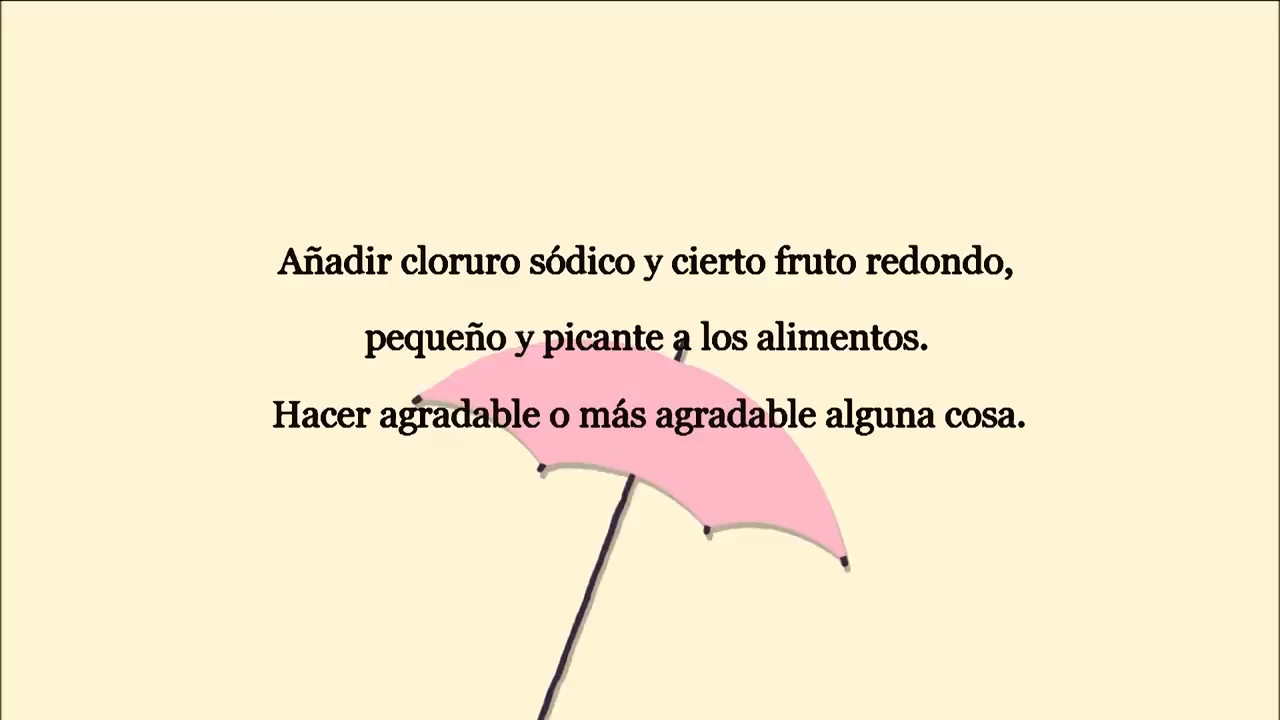 Añadir cloruro sódico y cierto fruto redondo,
pequeño y picante a los alimentos.
Hacer agradable o más agradable alguna cosa.